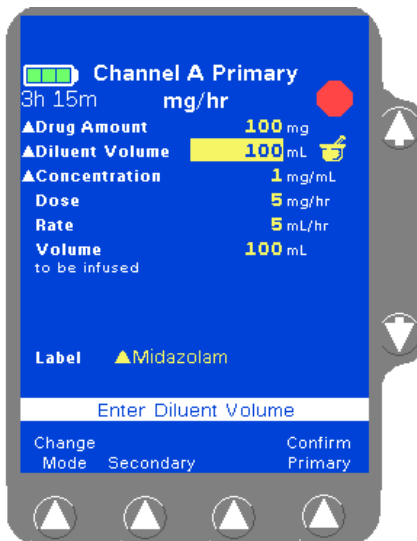 Channel A Primary
3h 15m mg/hr
▲Drug Amount 100 mg
▲Diluent Volume 100 mL
▲Concentration 1 mg/mL
Dose 5 mg/hr
Rate 5 mL/hr
Volume 100 mL
to be infused
Label ▲Midazolam
Enter Diluent Volume
Change Confirm
Mode Secondary Primary